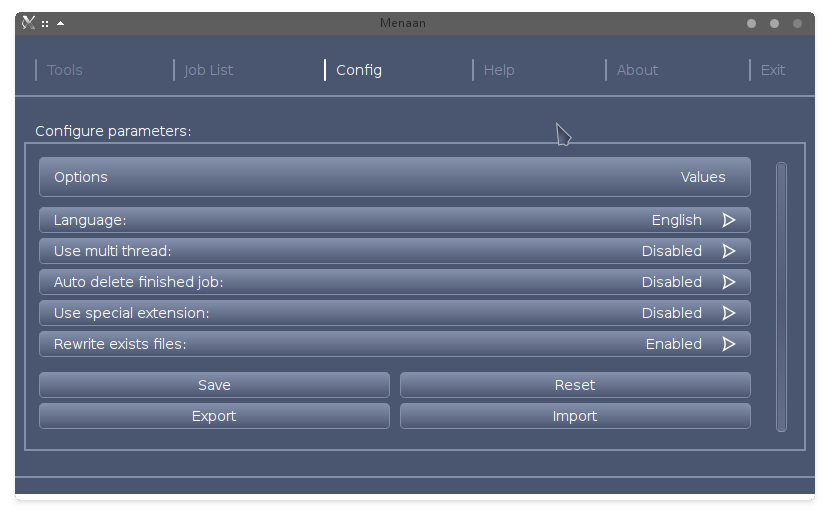 Menaan
Tools Job List Config Help About Exit
Configure parameters:
Options Values
Language: English
Use multi thread: Disabled
Auto delete finished job: Disabled
Use special extension: Disabled
Rewrite exists files: Enabled
Save Reset
Export Import